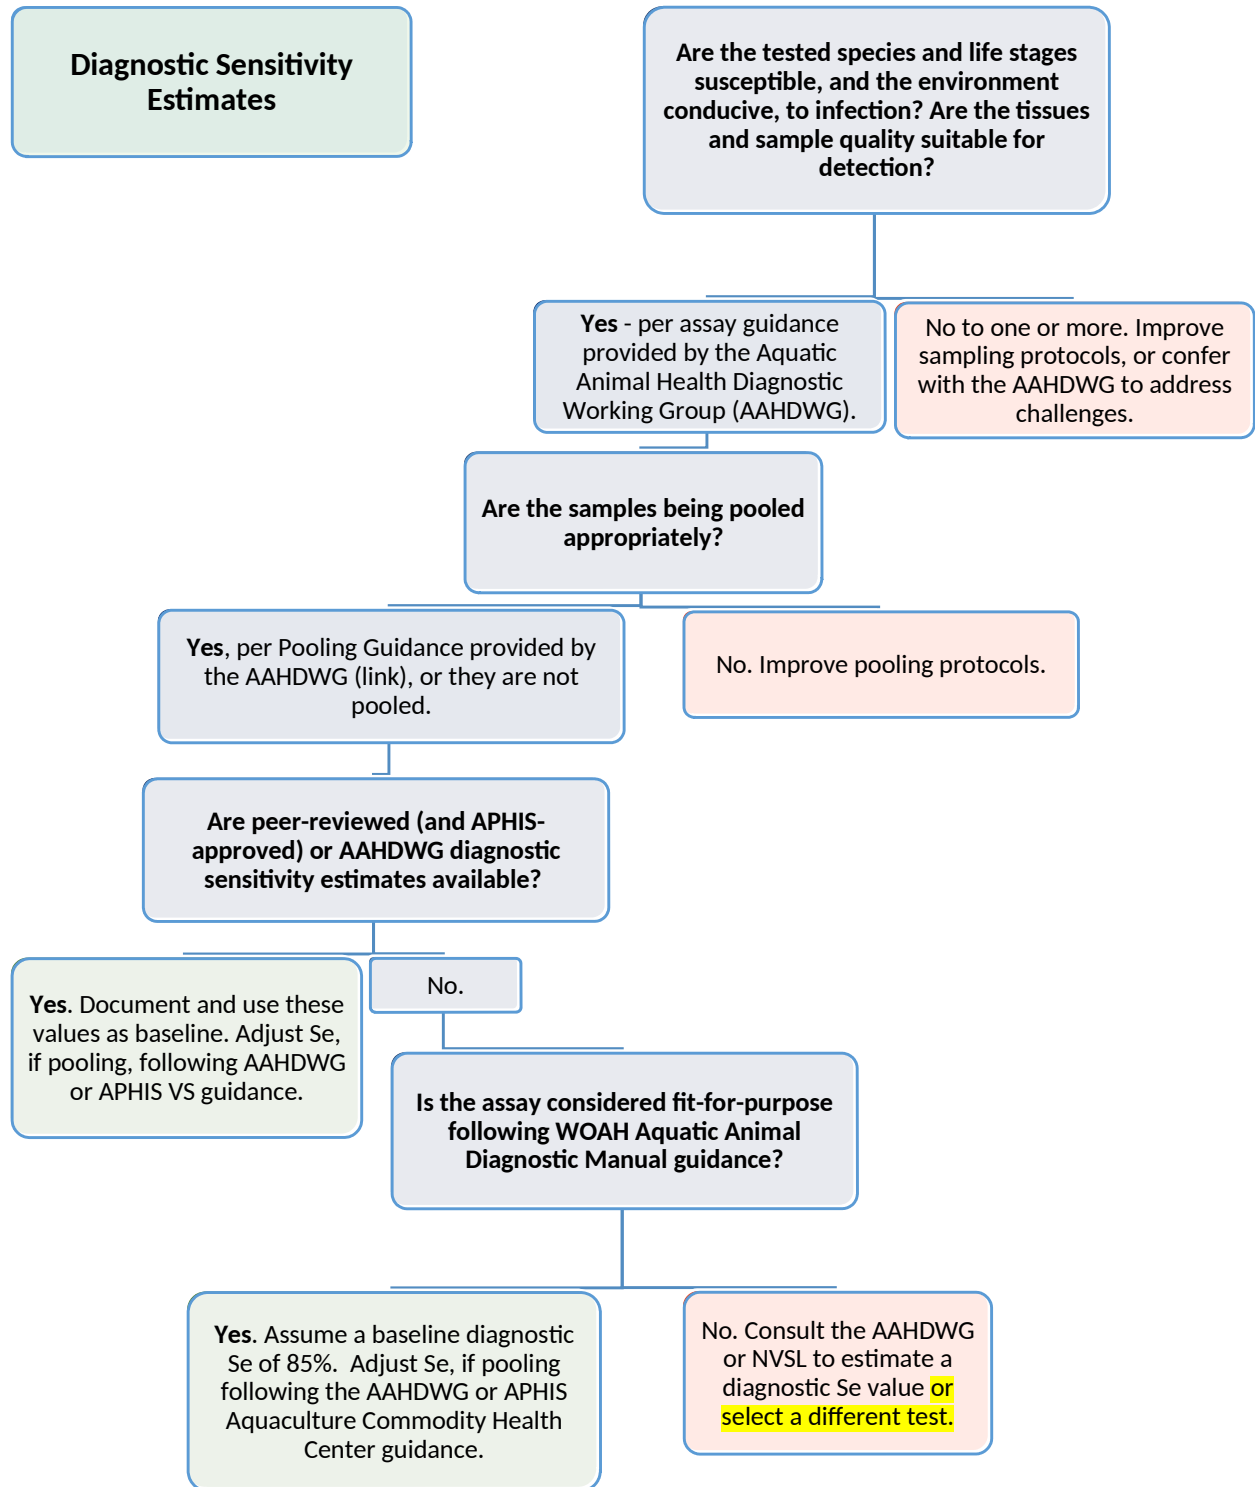 Diagnostic Sensitivity
Estimates
Are the tested species and life stages
susceptible, and the environment
conducive, to infection? Are the tissues
and sample quality suitable for
detection?
Yes - per assay guidance
provided by the Aquatic
Animal Health Diagnostic
Working Group (AAHDWG).
No to one or more. Improve
sampling protocols, or confer
with the AAHDWG to address
challenges.
Are the samples being pooled
appropriately?
Yes, per Pooling Guidance provided by
the AAHDWG (link), or they are not
pooled.
No. Improve pooling protocols.
Are peer-reviewed (and APHIS-
approved) or AAHDWG diagnostic
sensitivity estimates available?
Yes. Document and use these
values as baseline. Adjust Se,
if pooling, following AAHDWG
or APHIS VS guidance.
No.
Is the assay considered fit-for-purpose
following WOAH Aquatic Animal
Diagnostic Manual guidance?
Yes. Assume a baseline diagnostic
Se of 85%.  Adjust Se, if pooling
following the AAHDWG or APHIS
Aquaculture Commodity Health
Center guidance.
No. Consult the AAHDWG
or NVSL to estimate a
diagnostic Se value or
select a different test.